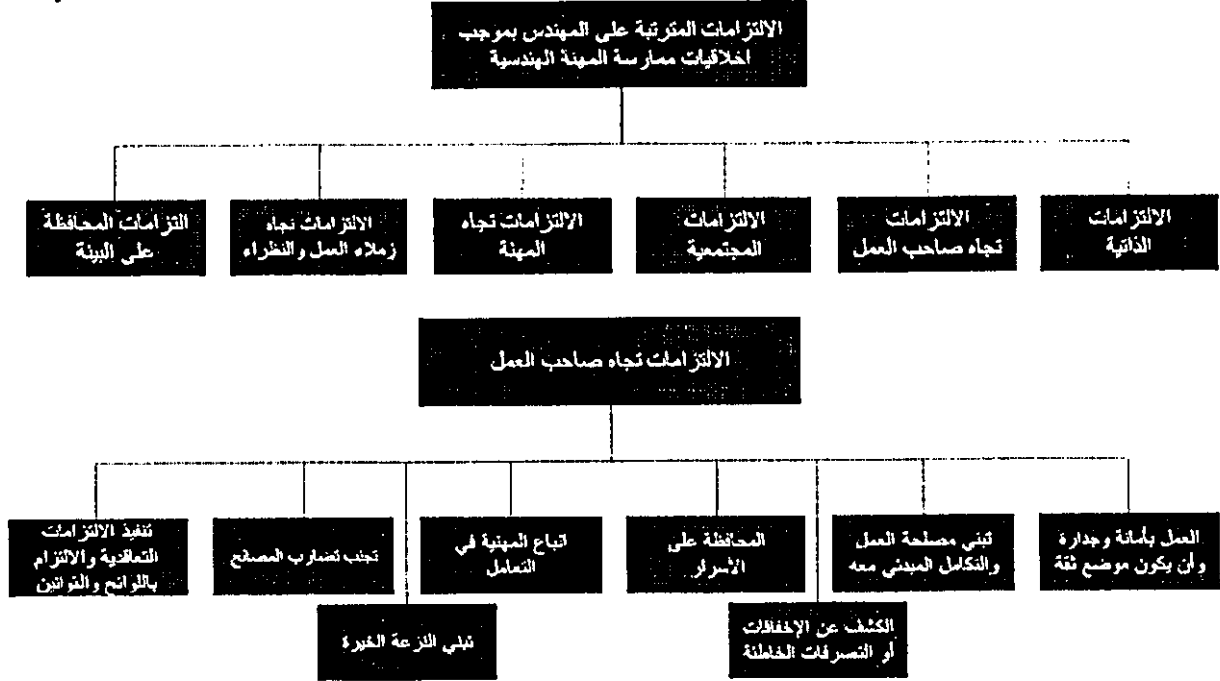 الالتزامات المترتبة على المهندس بموجب
اخلاقيات ممارسة المهنة الهندسية
الالتزامات
الذاتية
الالتزامات
تجاه صاحب العمل
الالتزامات
المجتمعية
الالتزامات تجاه
المهنة
الالتزامات تجاه
زملاء العمل والنظراء
التزامات المحافظة
على البيئة
الالتزامات تجاه صاحب العمل
العمل بأمانة وجدارة
وأن يكون موضع ثقة
تبني مصلحة العمل
والتكامل المبدئي معه
المحافظة على
الأسرار
اتباع المهنية في
التعامل
تجنب تضارب المصالح
تنفيذ الالتزامات
التعاقدية والالتزام
باللوائح والقوانين
الكشف عن الإخفاقات
أو التصرفات الخاطئة
تبني النزعة الخيرة